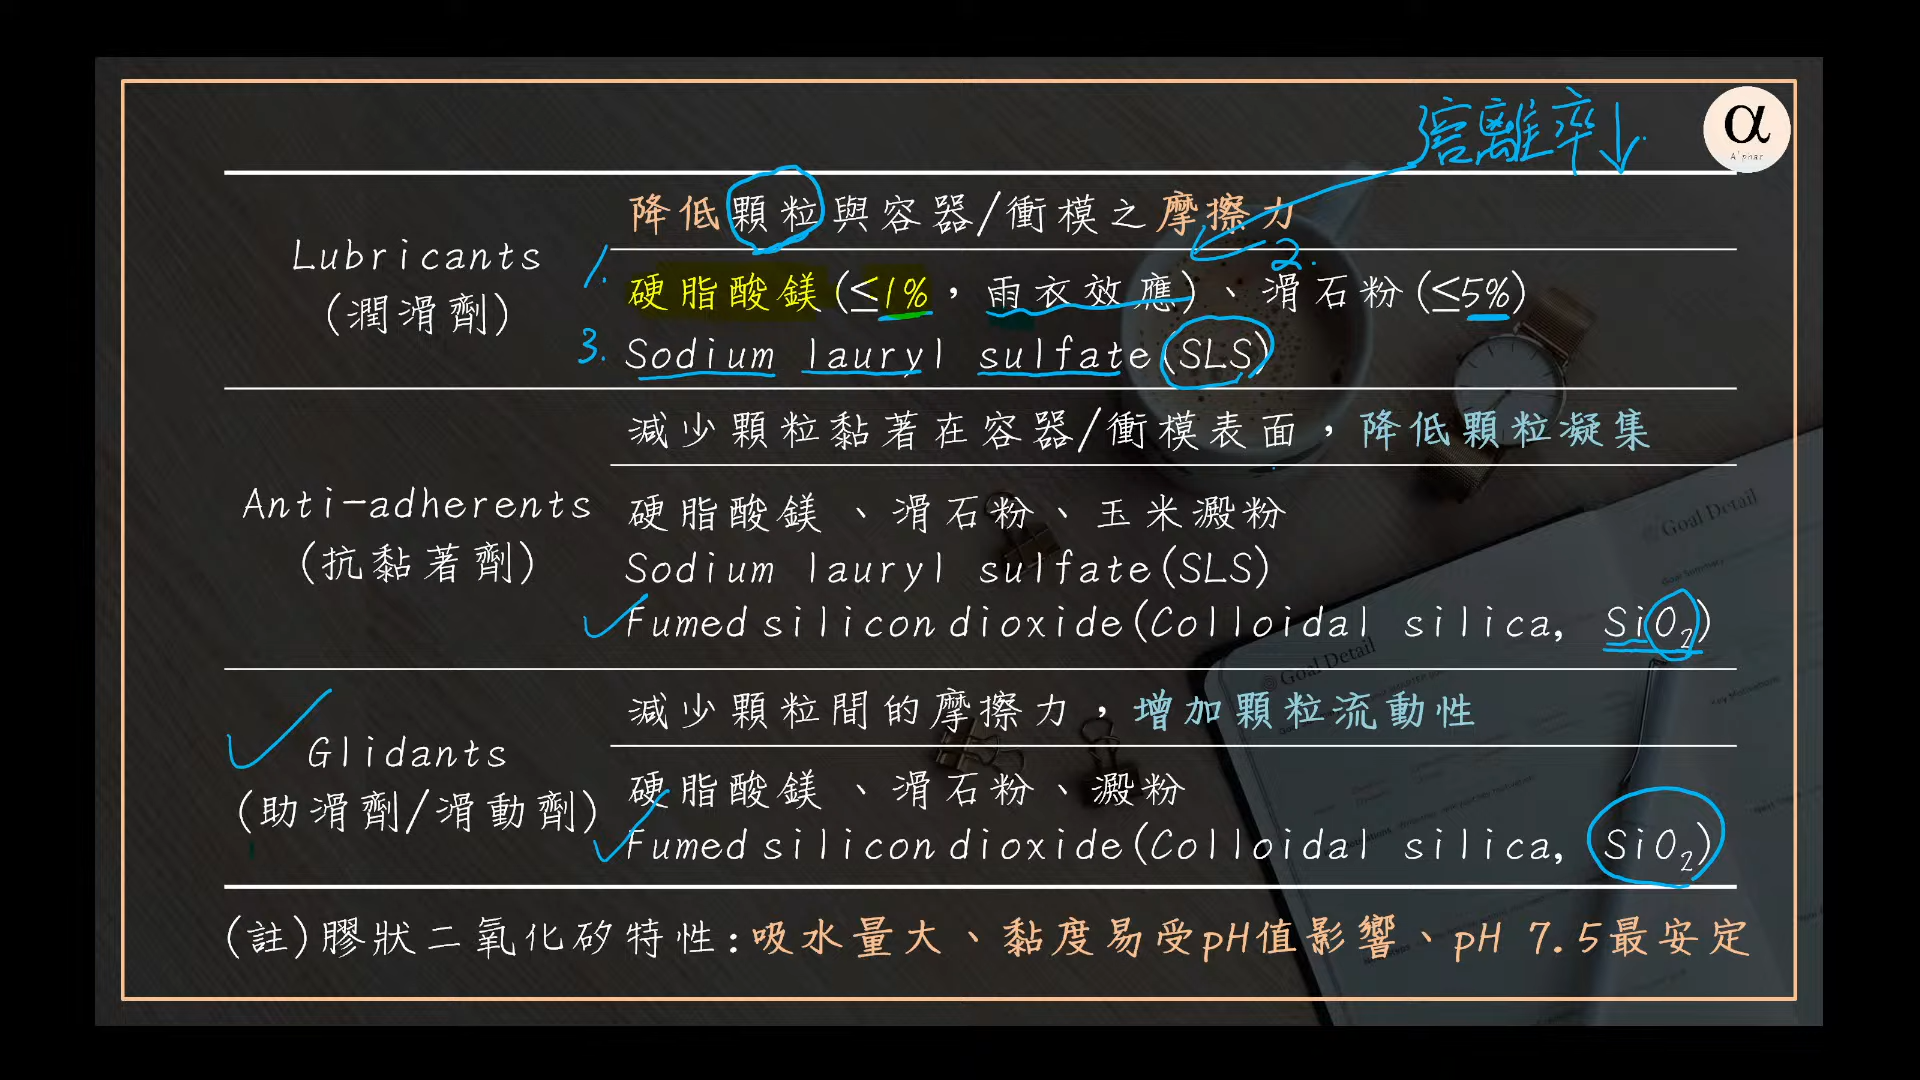 離率↓
α
Alphar
降低顆粒與容器/衝模之摩擦力
Lubricants
(潤滑劑)
1. 硬脂酸鎂(≤1%，雨衣效應)、2. 滑石粉(≤5%)
3. Sodium lauryl sulfate(SLS)
減少顆粒黏著在容器/衝模表面，降低顆粒凝集
Anti-adherents
(抗黏著劑)
硬脂酸鎂、滑石粉、玉米澱粉
Sodium lauryl sulfate(SLS)
Fumed silicon dioxide(Colloidal silica, SiO₂)
Goal Detail
Goal Detail
減少顆粒間的摩擦力，增加顆粒流動性
Glidants
(助滑劑/滑動劑)
硬脂酸鎂、滑石粉、澱粉
Fumed silicon dioxide(Colloidal silica, SiO₂)
(註)膠狀二氧化矽特性:吸水量大、黏度易受pH值影響、pH 7.5最安定